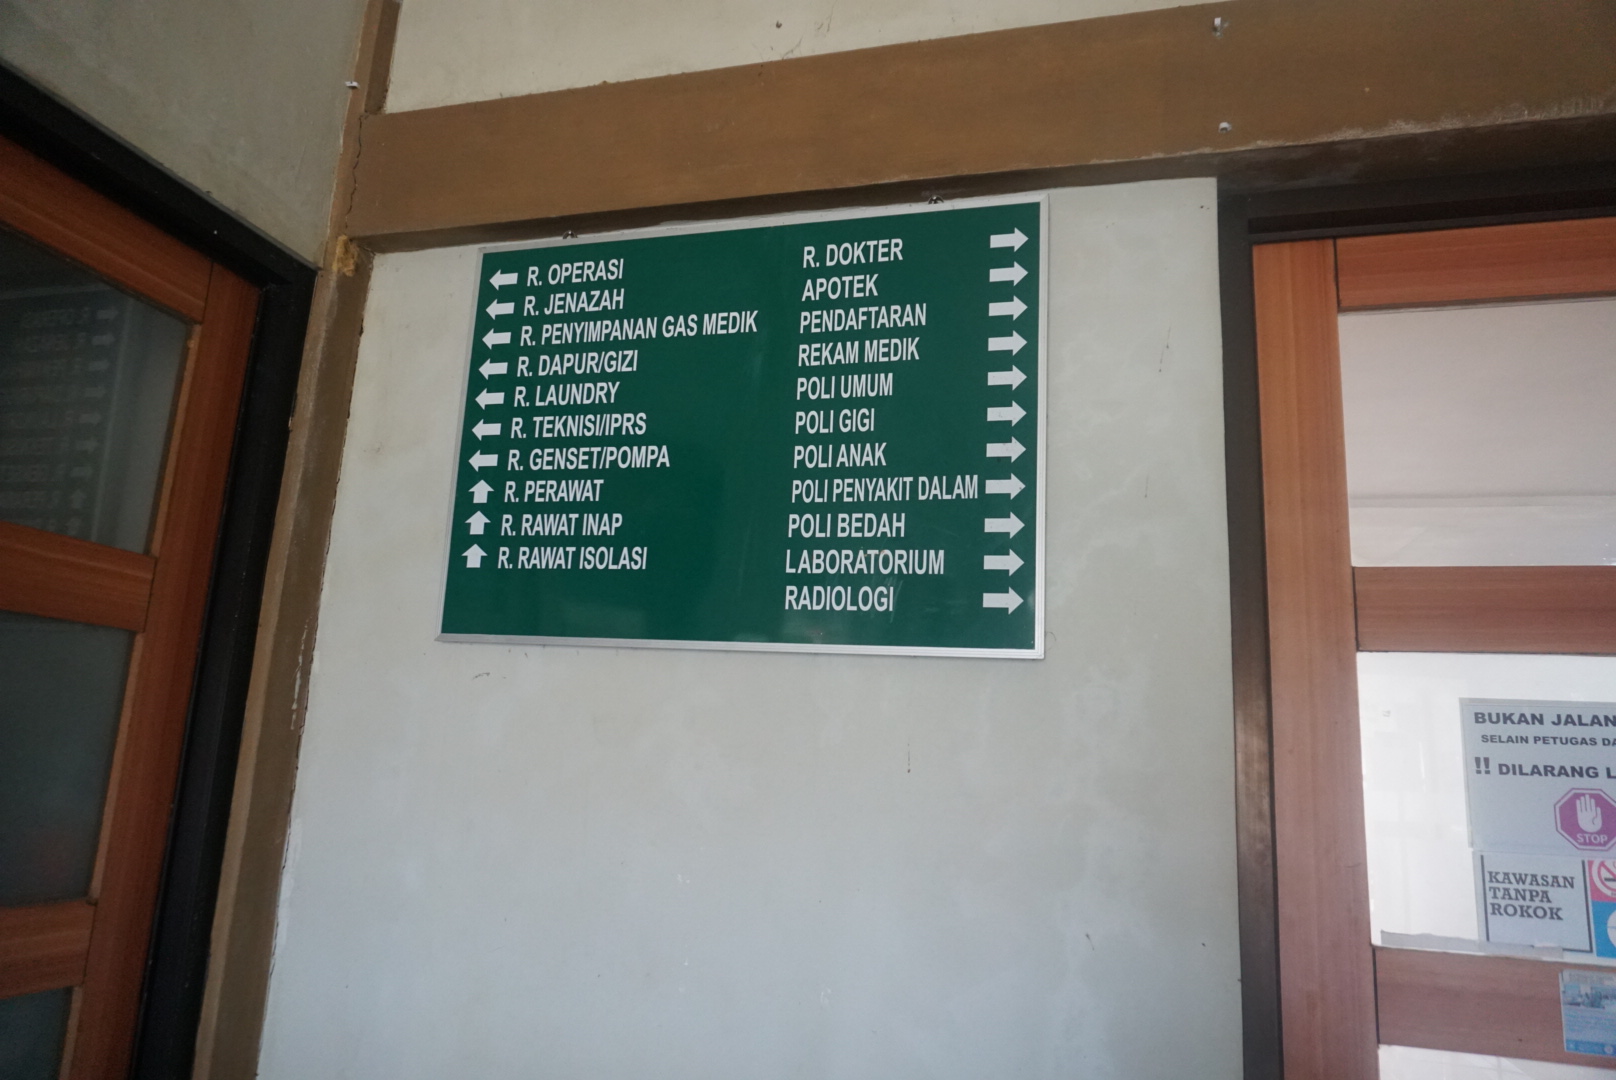 R. OPERASI
R. JENAZAH
R. PENYIMPANAN GAS MEDIK
R. DAPUR/GIZI
R. LAUNDRY
R. TEKNISI/IPRS
R. GENSET/POMPA
R. PERAWAT
R. RAWAT INAP
R. RAWAT ISOLASI
R. DOKTER
APOTEK
PENDAFTARAN
REKAM MEDIK
POLI UMUM
POLI GIGI
POLI ANAK
POLI PENYAKIT DALAM
POLI BEDAH
LABORATORIUM
RADIOLOGI
BUKAN JALAN
SELAIN PETUGAS
!! DILARANG
STOP
KAWASAN
TANPA
ROKOK